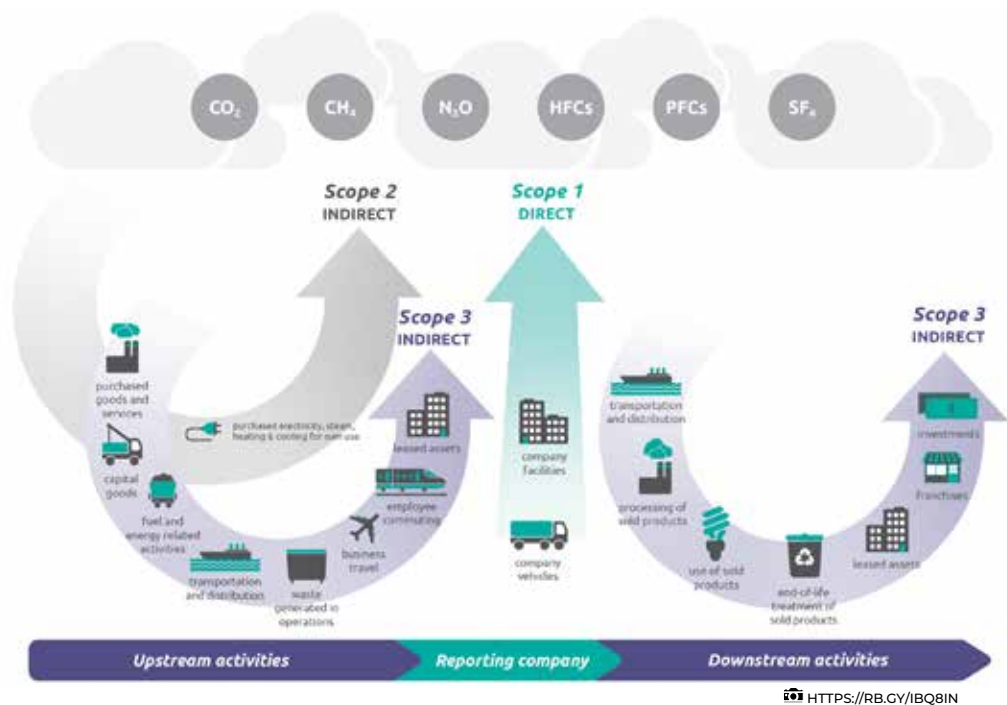 CO₂
CH₄
N₂O
HFCs
PFCs
SF₆
Scope 2
INDIRECT
Scope 1
DIRECT
Scope 3
INDIRECT
Scope 3
INDIRECT
purchased
goods and
services
capital
goods
fuel and
energy related
activities
transportation
and distribution
waste
generated in
operations
business
travel
employee
commuting
leased assets
purchased electricity, steam,
heating & cooling for own use
company
facilities
company
vehicles
transportation
and distribution
processing of
sold products
use of sold
products
end-of-life
treatment of
sold products
leased assets
franchises
investments
Upstream activities
Reporting company
Downstream activities
HTTPS://RB.GY/IBQ8IN